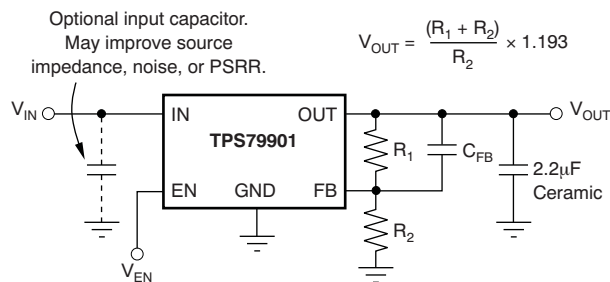 Optional input capacitor.
May improve source
impedance, noise, or PSRR.
V_OUT = (R_1 + R_2) / R_2 × 1.193
V_IN
IN
OUT
V_OUT
TPS79901
R_1
C_FB
2.2µF
Ceramic
EN
GND
FB
R_2
V_EN